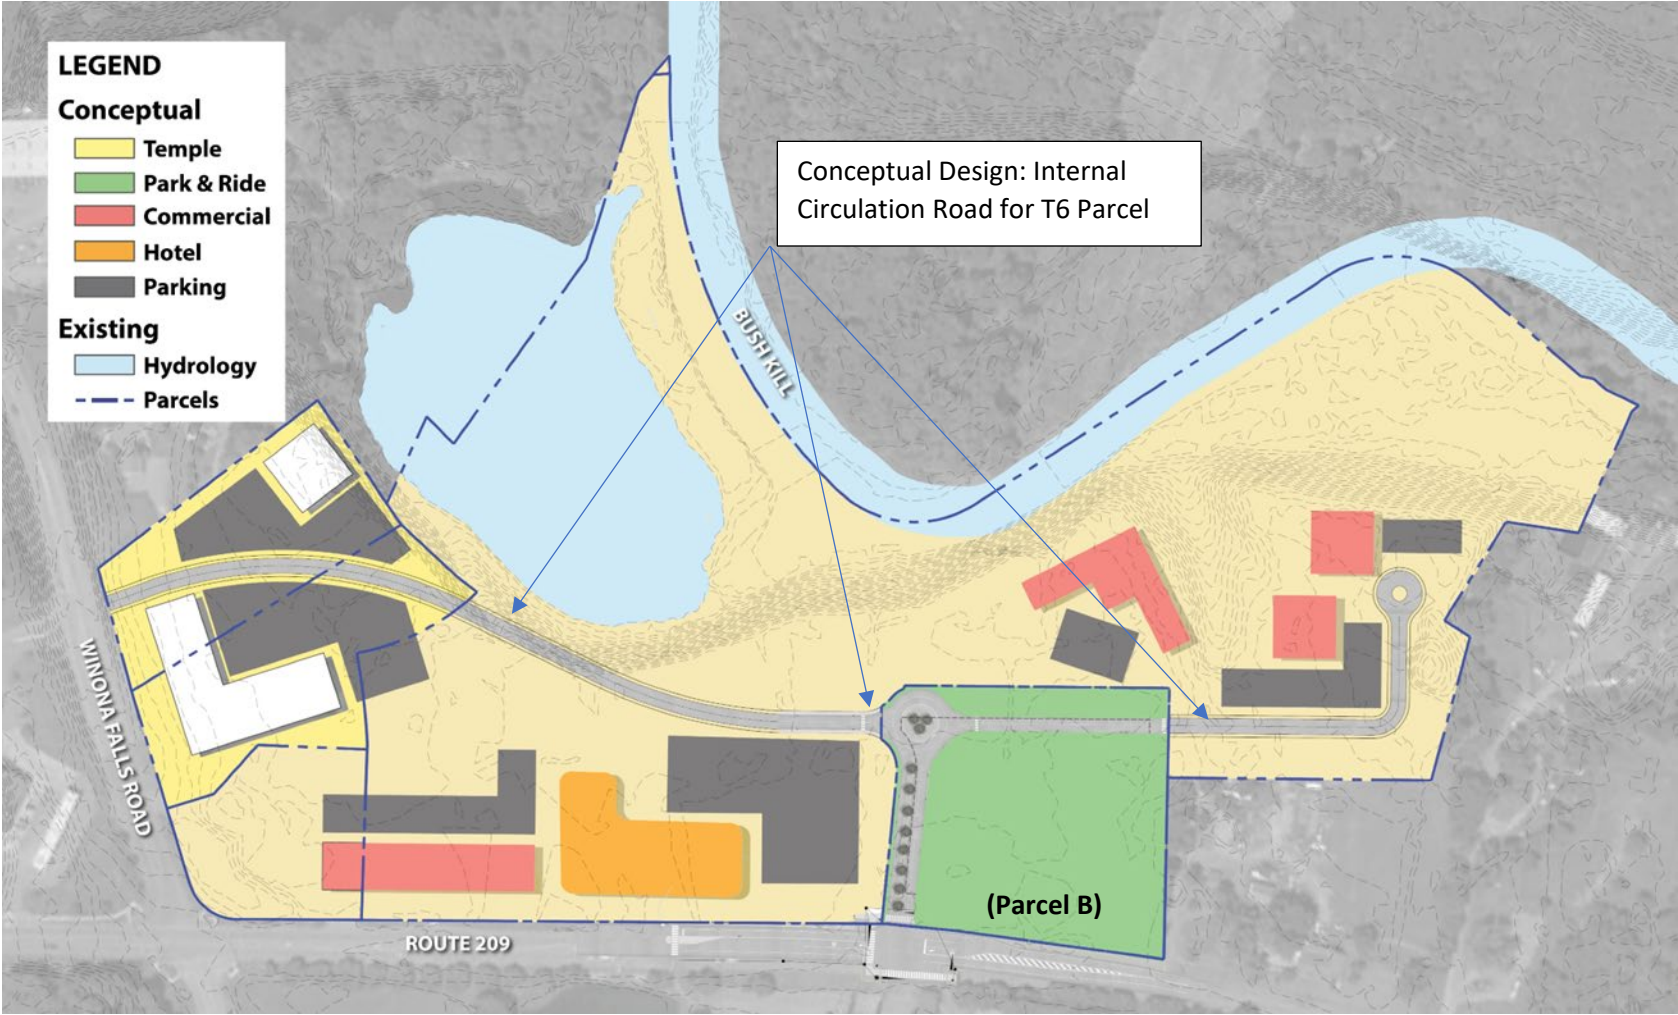 LEGEND
Conceptual
Temple
Park & Ride
Commercial
Hotel
Parking
Existing
Hydrology
Parcels
Conceptual Design: Internal
Circulation Road for T6 Parcel
BUSH KILL
WINONA FALLS ROAD
(Parcel B)
ROUTE 209